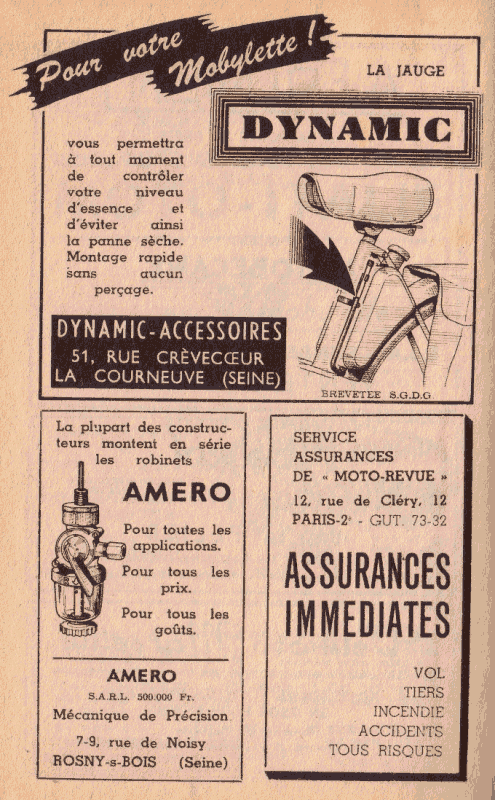 Pour votre
Mobylette !
LA JAUGE
DYNAMIC
vous permettra
à tout moment
de contrôler
votre niveau
d'essence et
d'éviter ainsi
la panne sèche.
Montage rapide
sans aucun
perçage.
DYNAMIC-ACCESSOIRES
51, RUE CRÈVECŒUR
LA COURNEUVE (SEINE)
BREVETEE S.G.D.G
La plupart des construc-
teurs montent en série
les robinets
AMERO
Pour toutes les
applications.
Pour tous les
prix.
Pour tous les
goûts.
AMERO
S.A.R.L. 500.000 Fr.
Mécanique de Précision
7-9, rue de Noisy
ROSNY-s-BOIS (Seine)
SERVICE
ASSURANCES
DE « MOTO-REVUE »
12, rue de Cléry, 12
PARIS-2e - GUT. 73-32
ASSURANCES
IMMEDIATES
VOL
TIERS
INCENDIE
ACCIDENTS
TOUS RISQUES